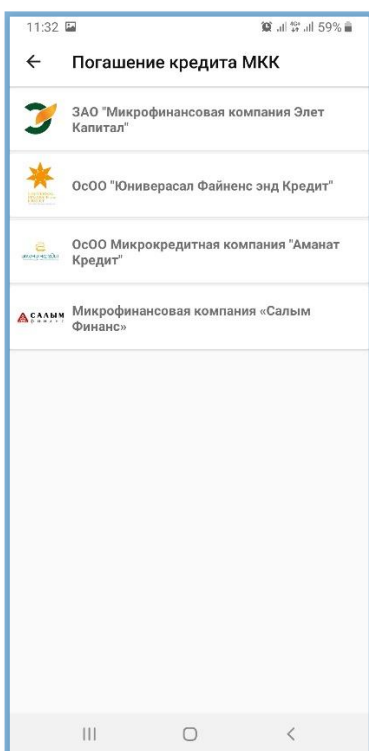 11:32
59%
Погашение кредита МКК
ЗАО "Микрофинансовая компания Элет
Капитал"
ОсОО "Юниверасал Файненс энд Кредит"
ОсОО Микрокредитная компания "Аманат
Кредит"
САЛЫМ
Микрофинансовая компания «Салым
Финанс»